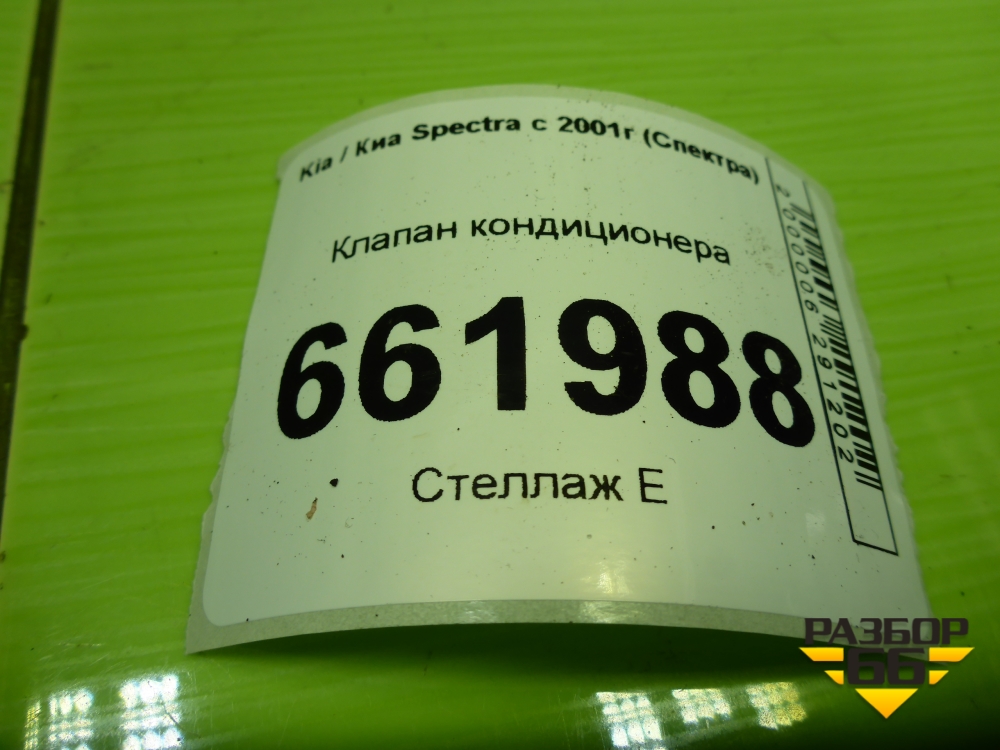 Kia / Киа Spectra с 2001г (Спектра)
Клапан кондиционера
661988
Стеллаж Е
2000006291202
РАЗБОР
66